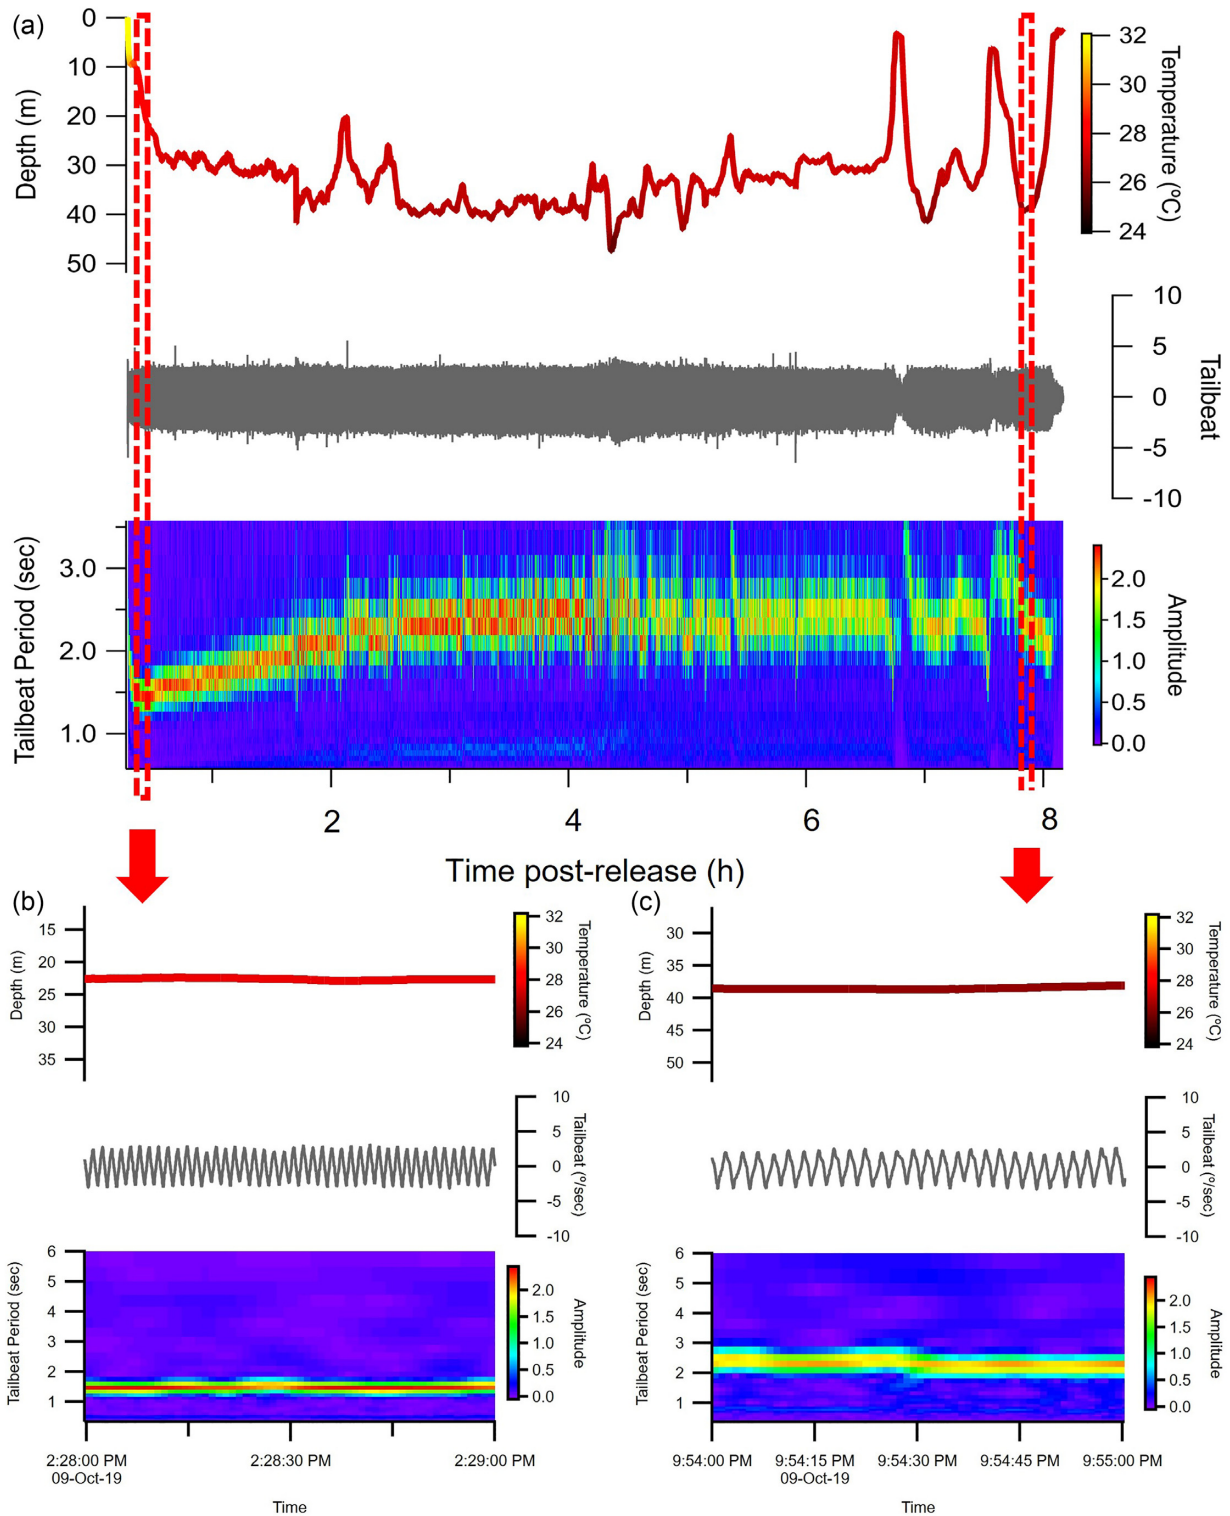 (a)
0
10
20
30
40
50
Depth (m)
32
30
28
26
24
Temperature (ºC)
10
5
0
-5
-10
Tailbeat
3.0
2.0
1.0
Tailbeat Period (sec)
2.0
1.5
1.0
0.5
0.0
Amplitude
2 4 6 8
Time post-release (h)
(b)
15
20
25
30
35
Depth (m)
32
30
28
26
24
Temperature (ºC)
10
5
0
-5
-10
Tailbeat (º/sec)
6
5
4
3
2
1
Tailbeat Period (sec)
2.0
1.5
1.0
0.5
0.0
Amplitude
2:28:00 PM 2:28:30 PM 2:29:00 PM
09-Oct-19
Time
(c)
30
35
40
45
50
Depth (m)
32
30
28
26
24
Temperature (ºC)
10
5
0
-5
-10
Tailbeat (º/sec)
6
5
4
3
2
1
Tailbeat Period (sec)
2.0
1.5
1.0
0.5
0.0
Amplitude
9:54:00 PM 9:54:15 PM 9:54:30 PM 9:54:45 PM 9:55:00 PM
09-Oct-19
Time